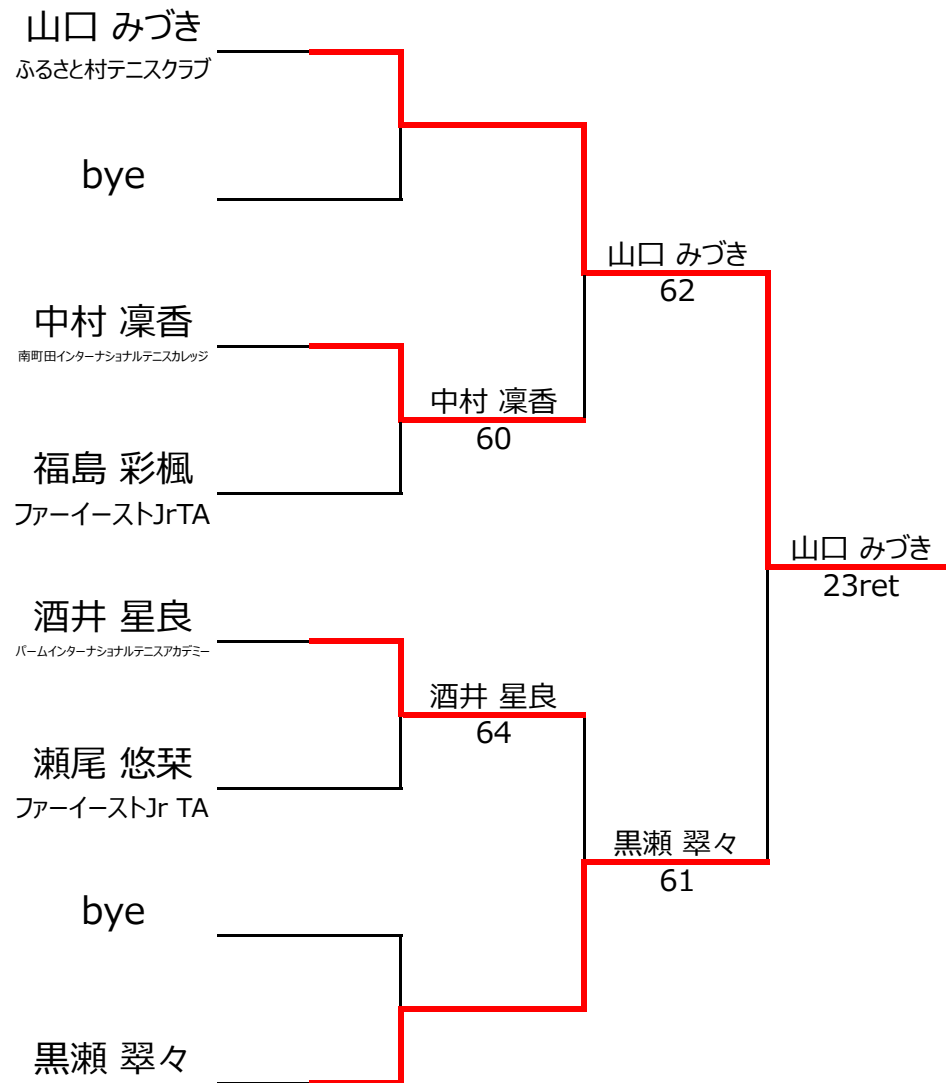 山口 みづき
ふるさと村テニスクラブ
bye
山口 みづき
62
中村 凜香
南町田インターナショナルテニスカレッジ
中村 凜香
60
福島 彩楓
ファーイーストJrTA
山口 みづき
23ret
酒井 星良
パームインターナショナルテニスアカデミー
酒井 星良
64
瀬尾 悠栞
ファーイーストJr TA
黒瀬 翠々
61
bye
黒瀬 翠々